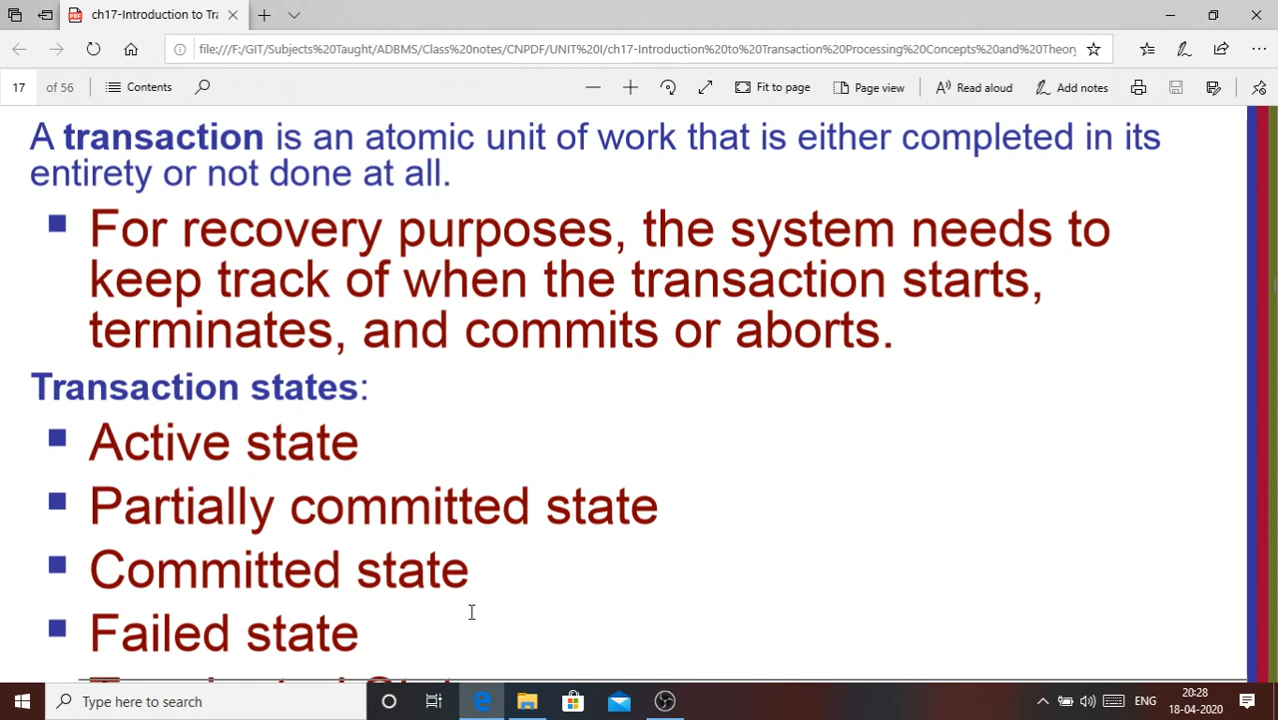 ch17-Introduction to Tra
file:///F:/GIT/Subjects%20Taught/ADBMS/Class%20notes/CNPDF/UNIT%20I/ch17-Introduction%20to%20Transaction%20Processing%20Concepts%20and%20Theory
17 of 56 Contents Fit to page Page view Read aloud Add notes
A transaction is an atomic unit of work that is either completed in its
entirety or not done at all.
For recovery purposes, the system needs to
keep track of when the transaction starts,
terminates, and commits or aborts.
Transaction states:
Active state
Partially committed state
Committed state
Failed state
Type here to search
ENG
20:28
18-04-2020